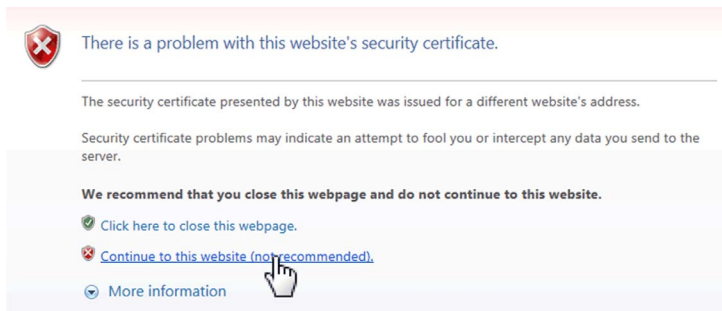 There is a problem with this website's security certificate.
The security certificate presented by this website was issued for a different website's address.
Security certificate problems may indicate an attempt to fool you or intercept any data you send to the
server.
We recommend that you close this webpage and do not continue to this website.
Click here to close this webpage.
Continue to this website (not recommended).
More information